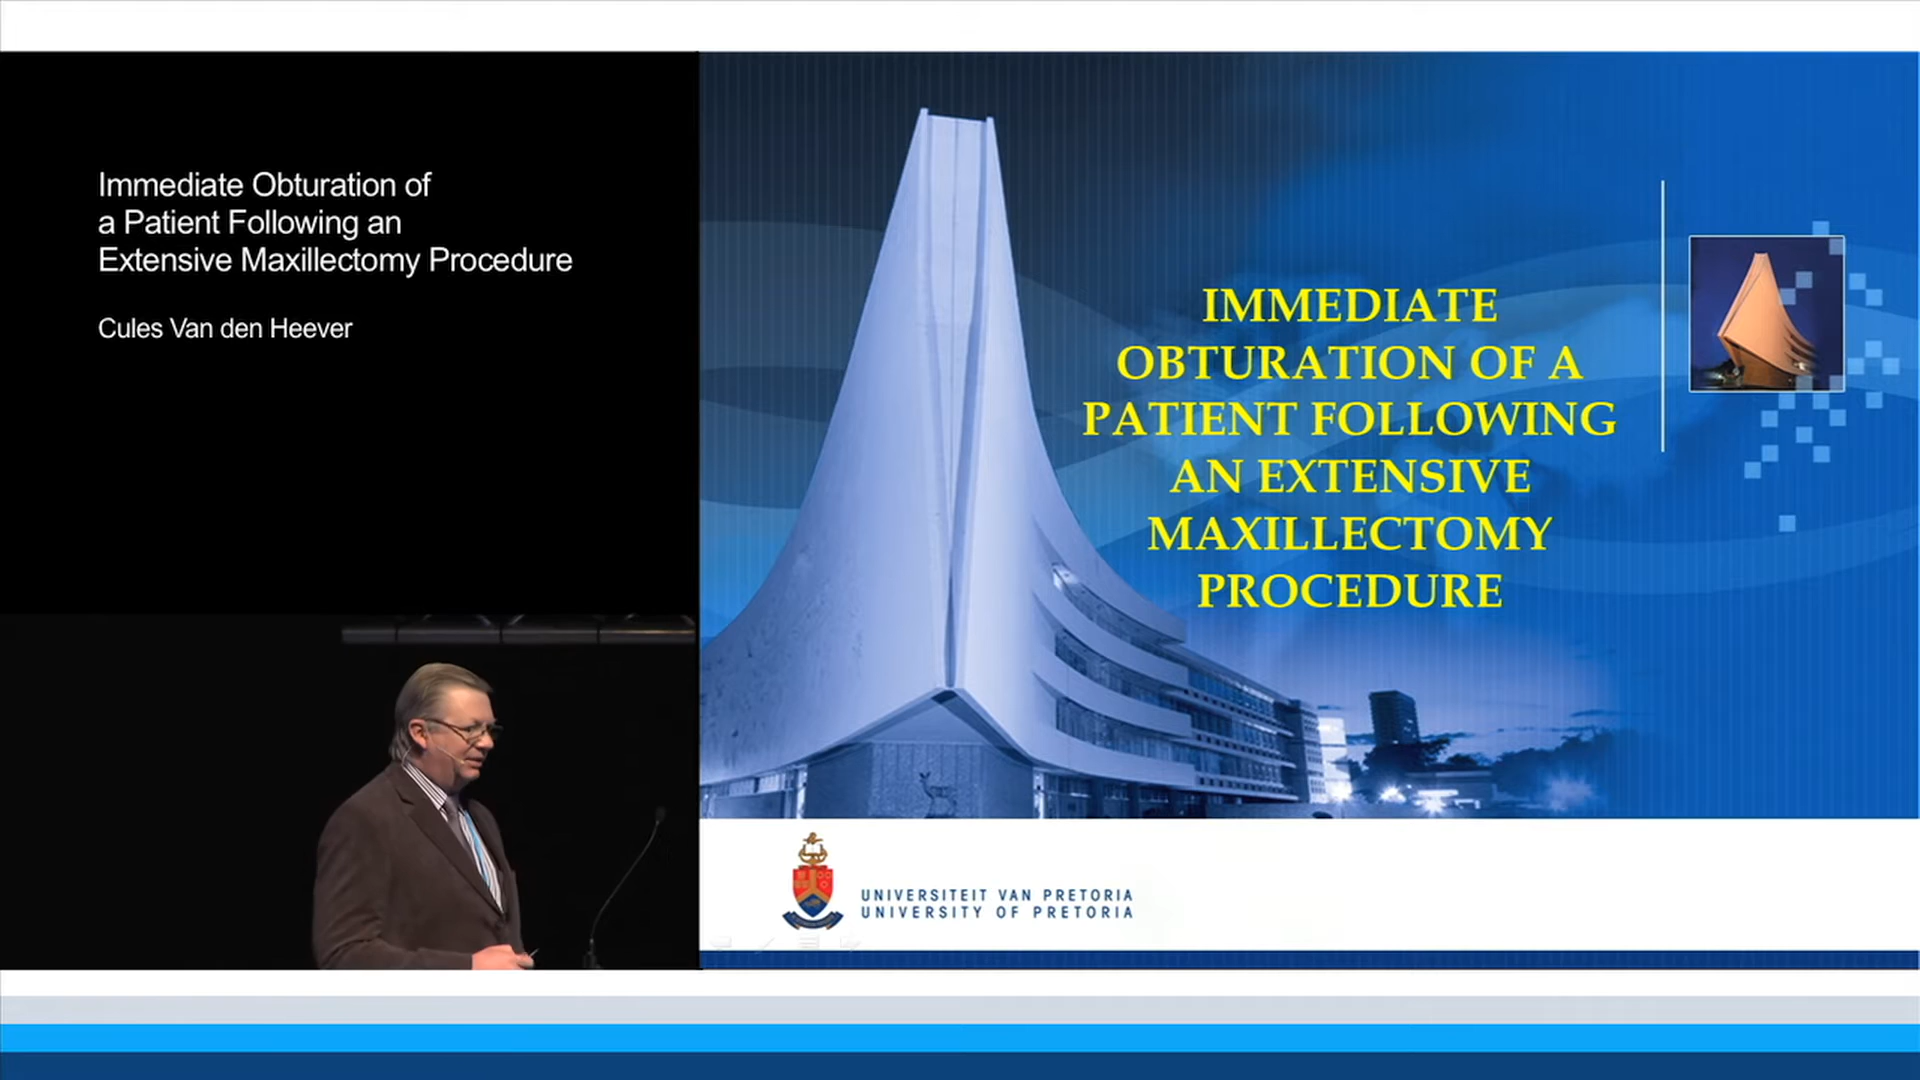 Immediate Obturation of
a Patient Following an
Extensive Maxillectomy Procedure
Cules Van den Heever
IMMEDIATE
OBTURATION OF A
PATIENT FOLLOWING
AN EXTENSIVE
MAXILLECTOMY
PROCEDURE
UNIVERSITEIT VAN PRETORIA
UNIVERSITY OF PRETORIA